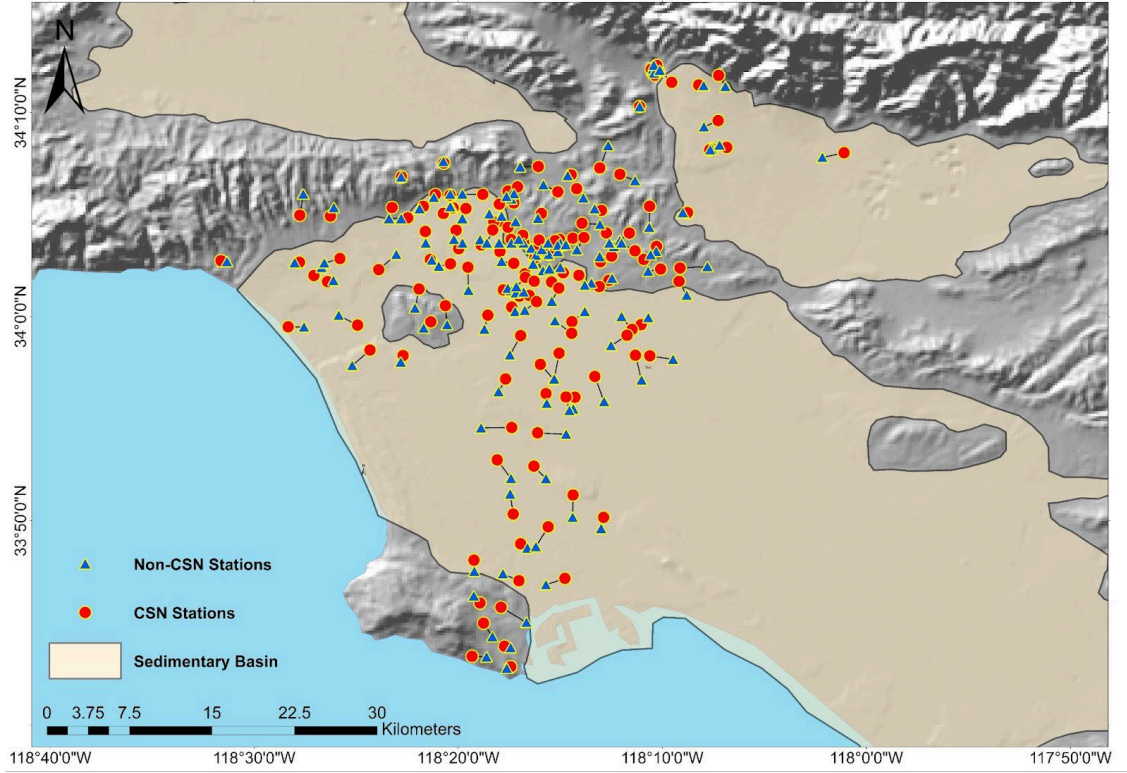 N
34°10'0"N
34°0'0"N
33°50'0"N
Non-CSN Stations
CSN Stations
Sedimentary Basin
0 3.75 7.5 15 22.5 30
Kilometers
118°40'0"W 118°30'0"W 118°20'0"W 118°10'0"W 118°0'0"W 117°50'0"W